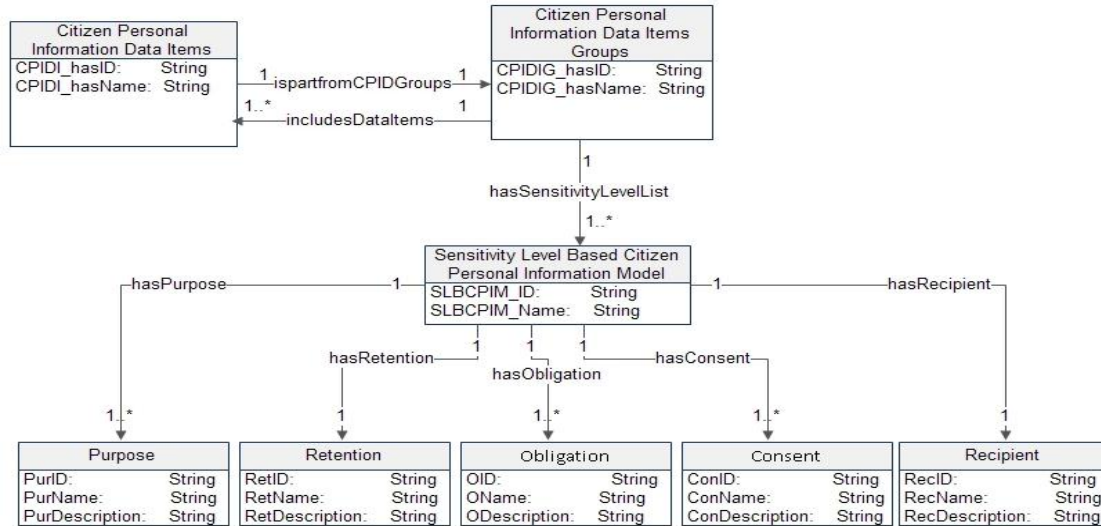 Citizen Personal
Information Data Items
CPIDI_hasID: String
CPIDI_hasName: String
Citizen Personal
Information Data Items
Groups
CPIDIG_hasID: String
CPIDIG_hasName: String
1 ispartfromCPIDGroups 1
1..* includesDataItems 1
1
hasSensitivityLevelList
1..*
Sensitivity Level Based Citizen
Personal Information Model
SLBCPIM_ID: String
SLBCPIM_Name: String
hasPurpose 1
1 hasRecipient
1 1 1
hasRetention
hasObligation
hasConsent
1..* 1 1..* 1..* 1
Purpose
PurID: String
PurName: String
PurDescription: String
Retention
RetID: String
RetName: String
RetDescription: String
Obligation
OID: String
OName: String
ODescription: String
Consent
ConID: String
ConName: String
ConDescription: String
Recipient
RecID: String
RecName: String
RecDescription: String